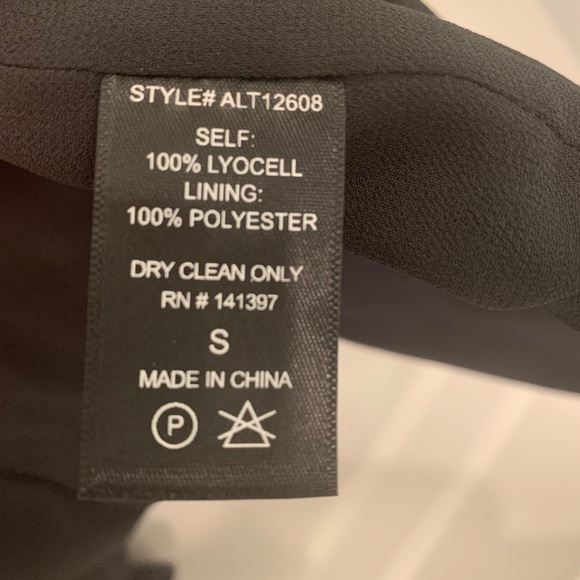 STYLE# ALT12608
SELF:
100% LYOCELL
LINING:
100% POLYESTER
DRY CLEAN ONLY
RN # 141397
S
MADE IN CHINA
P